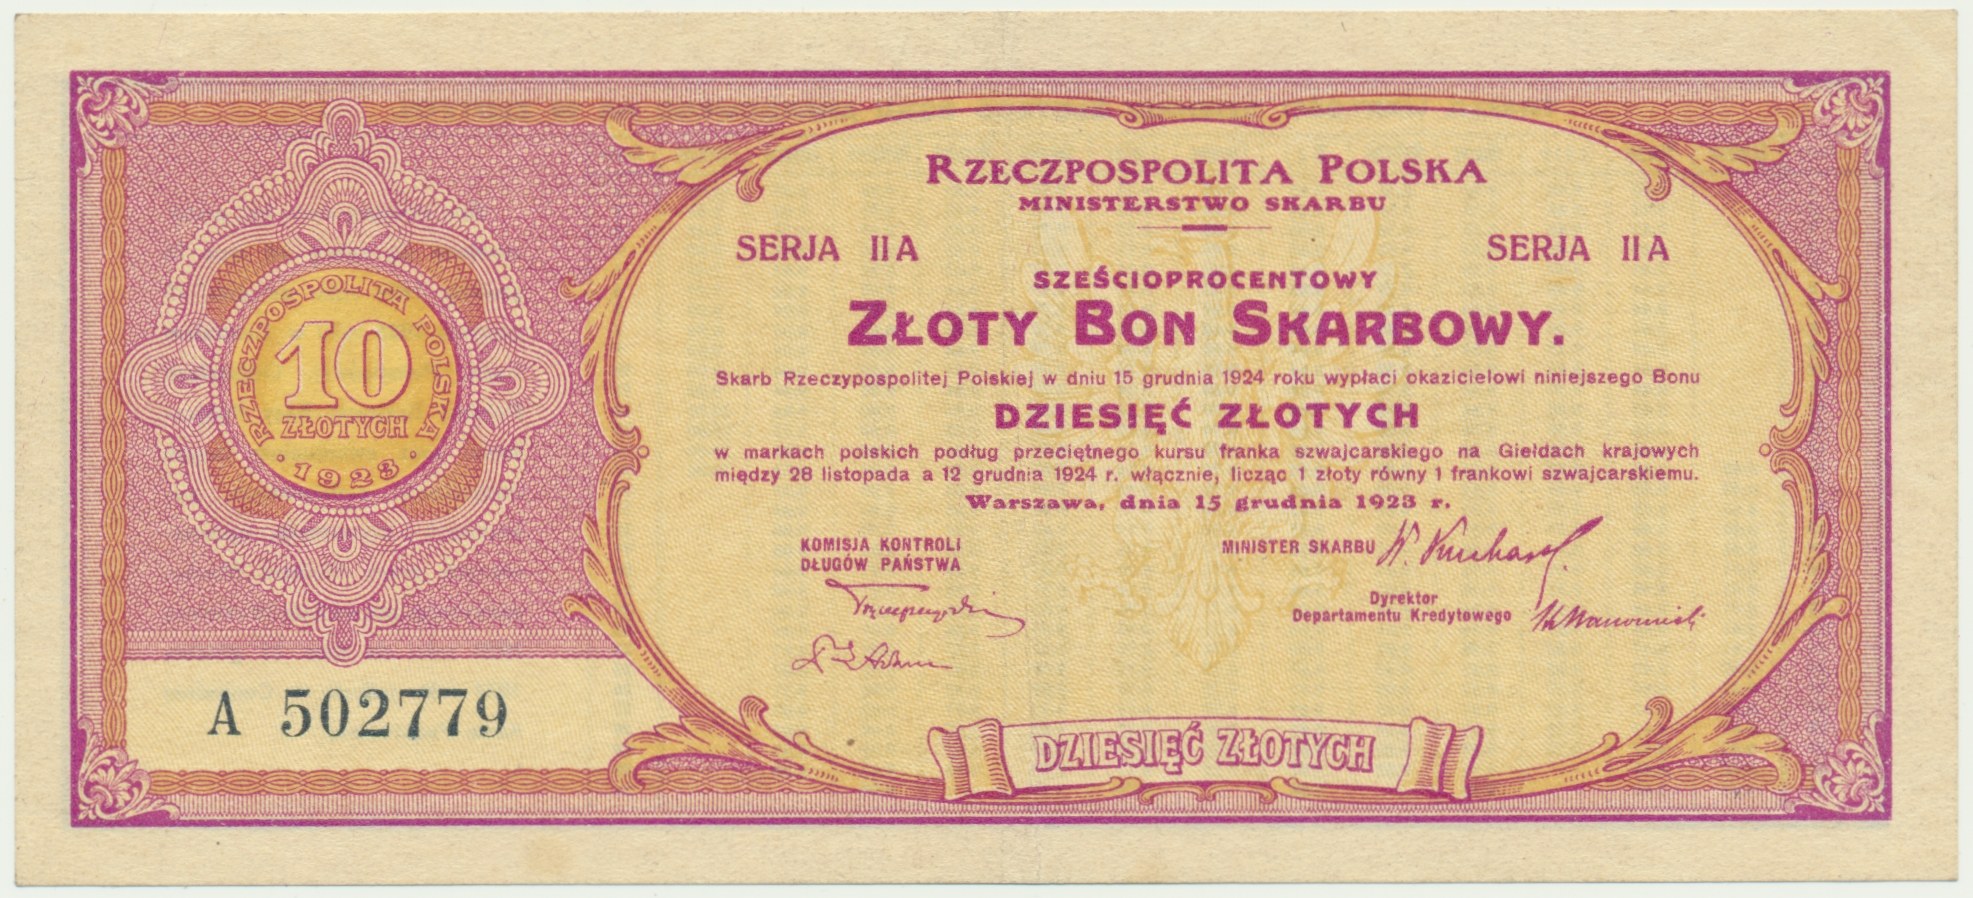 RZECZPOSPOLITA POLSKA
MINISTERSTWO SKARBU
SERJA II A SERJA II A
SZEŚCIOPROCENTOWY
ZŁOTY BON SKARBOWY.
Skarb Rzeczypospolitej Polskiej w dniu 15 grudnia 1924 roku wypłaci okazicielowi niniejszego Bonu
DZIESIĘĆ ZŁOTYCH
w markach polskich podług przeciętnego kursu franka szwajcarskiego na Giełdach krajowych
między 28 listopada a 12 grudnia 1924 r. włącznie, licząc 1 złoty równy 1 frankowi szwajcarskiemu.
Warszawa, dnia 15 grudnia 1923 r.
KOMISJA KONTROLI
DŁUGÓW PAŃSTWA
MINISTER SKARBU
Dyrektor
Departamentu Kredytowego
DZIESIĘĆ ZŁOTYCH
RZECZPOSPOLITA POLSKA
10
ZŁOTYCH
· 1923 ·
A 502779